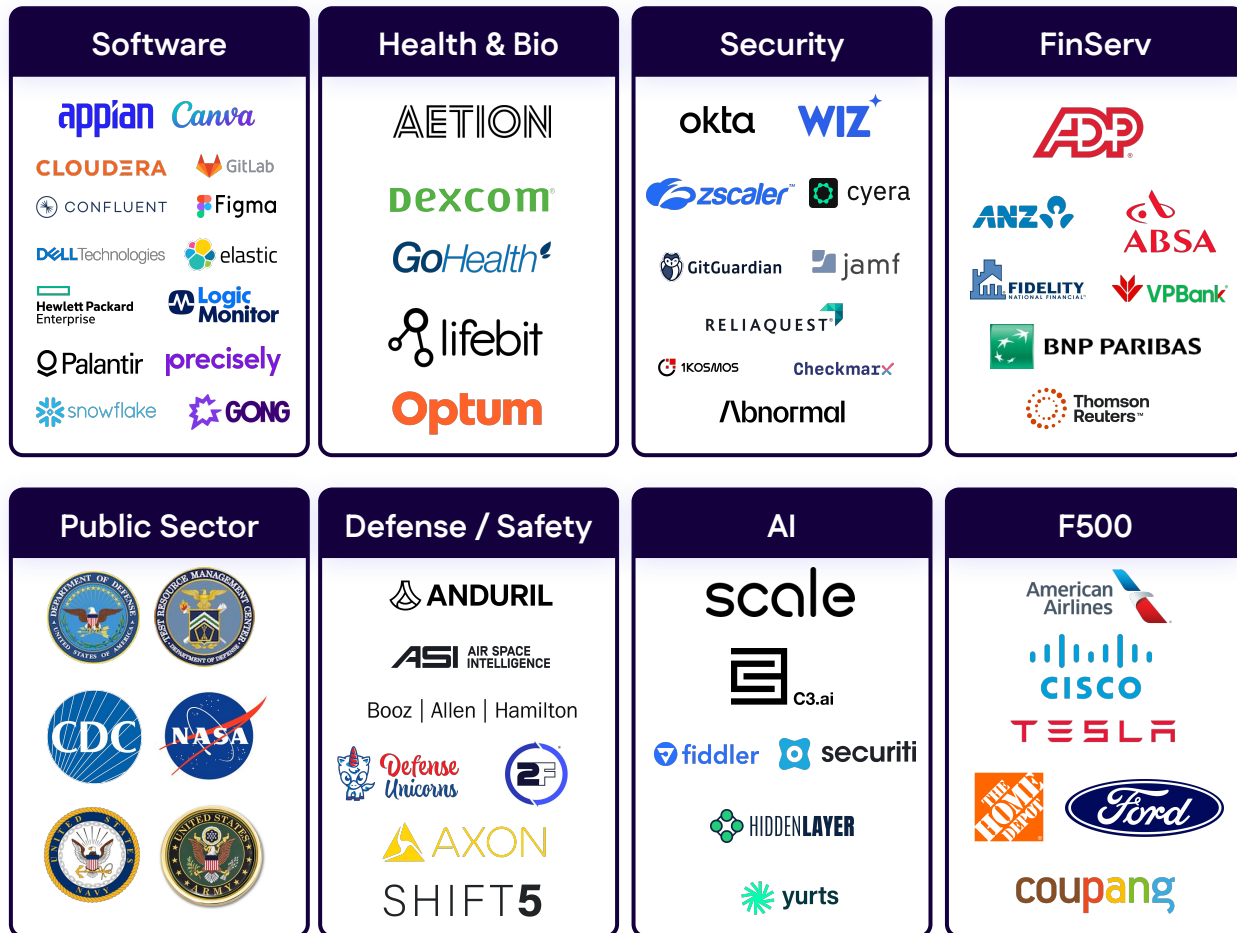 Software
appian Canva
CLOUDERA GitLab
CONFLUENT Figma
DELL Technologies elastic
Hewlett Packard
Enterprise
Logic
Monitor
Palantir precisely
snowflake GONG
Health & Bio
AETION
Dexcom
GoHealth
lifebit
Optum
Security
okta WIZ
zscaler™ cyera
GitGuardian jamf
RELIAQUEST
1KOSMOS Checkmarx
Abnormal
FinServ
ADP
ANZ ABSA
FIDELITY
NATIONAL FINANCIAL
VPBank
BNP PARIBAS
Thomson
Reuters™
Public Sector
DEPARTMENT OF DEFENSE
UNITED STATES OF AMERICA
TEST RESOURCE MANAGEMENT CENTER
DEPARTMENT OF DEFENSE
CDC NASA
UNITED STATES
NAVY
UNITED STATES
ARMY
Defense / Safety
ANDURIL
ASI AIR SPACE
INTELLIGENCE
Booz | Allen | Hamilton
Defense
Unicorns
2F
AXON
SHIFT5
AI
scale
C3.ai
fiddler securiti
HIDDENLAYER
yurts
F500
American
Airlines
CISCO
TESLA
THE
HOME
DEPOT
Ford
coupang